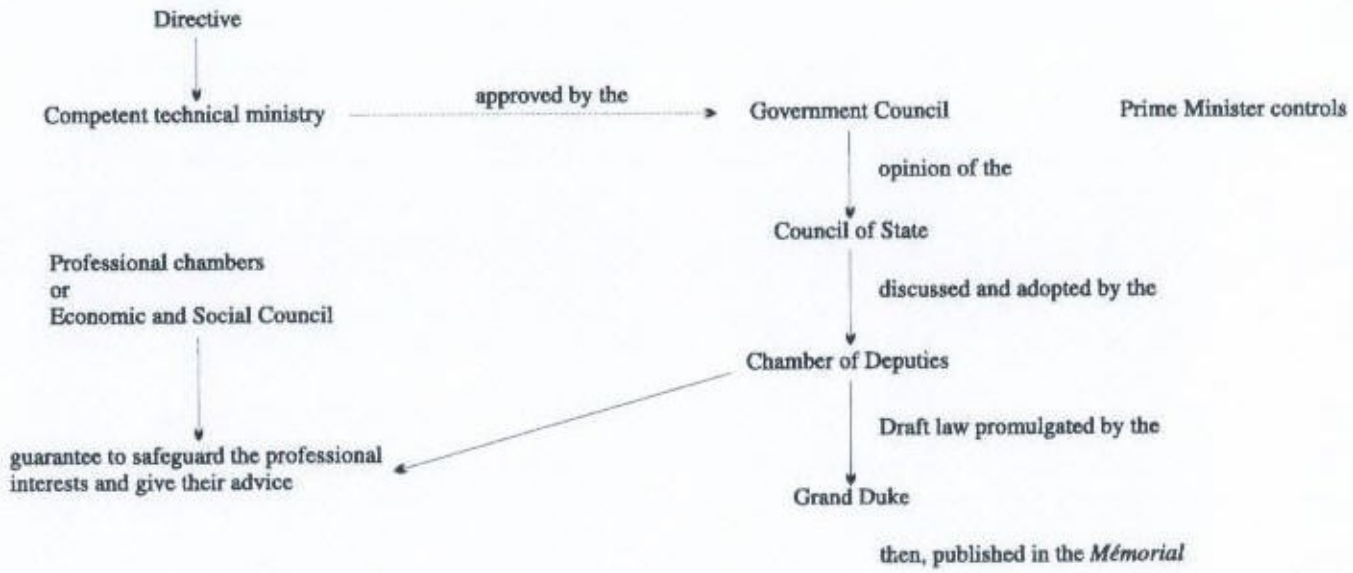 Directive
Competent technical ministry
approved by the
Government Council
Prime Minister controls
opinion of the
Council of State
Professional chambers
or
Economic and Social Council
discussed and adopted by the
Chamber of Deputies
Draft law promulgated by the
guarantee to safeguard the professional
interests and give their advice
Grand Duke
then, published in the Mémorial